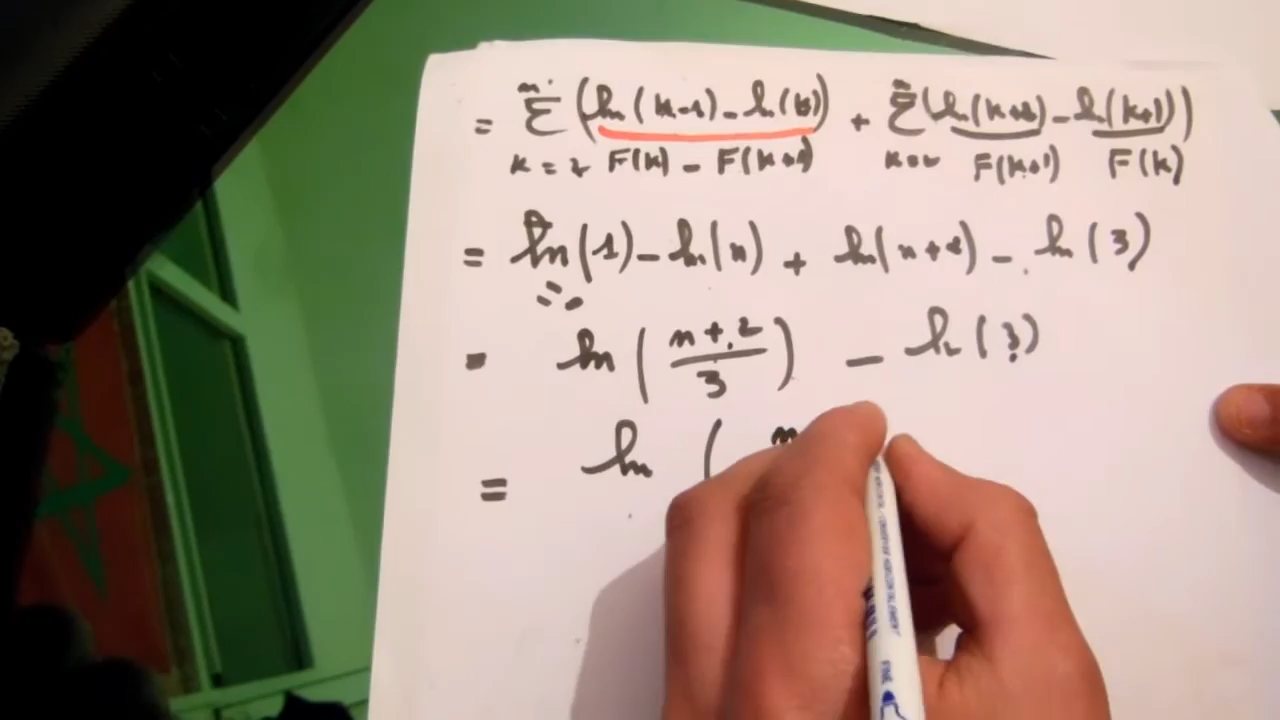 = Σ (ln(k-1) - ln(k)) + Σ (ln(k+2) - ln(k+1))
k = 2 F(k) - F(k+1) F(k+1) F(k)
= ln(1) - ln(n) + ln(n+2) - ln(3)
= ln(n+2/3) - ln(3)
= ln (n
FINE